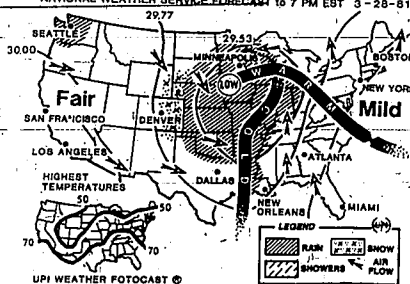 NATIONAL WEATHER SERVICE FORECAST to 7 PM EST 3-28-81
SEATTLE
29.77
29.53
30.00
MINNEAPOLIS
BOSTON
LOW
WARM
NEW YORK
Fair
Mild
SAN FRANCISCO
DENVER
COLD
LOS ANGELES
ATLANTA
HIGHEST
TEMPERATURES
DALLAS
NEW
ORLEANS
MIAMI
50
50
70
70
LEGEND
RAIN
SNOW
SHOWERS
AIR
FLOW
UPI WEATHER FOTOCAST ®